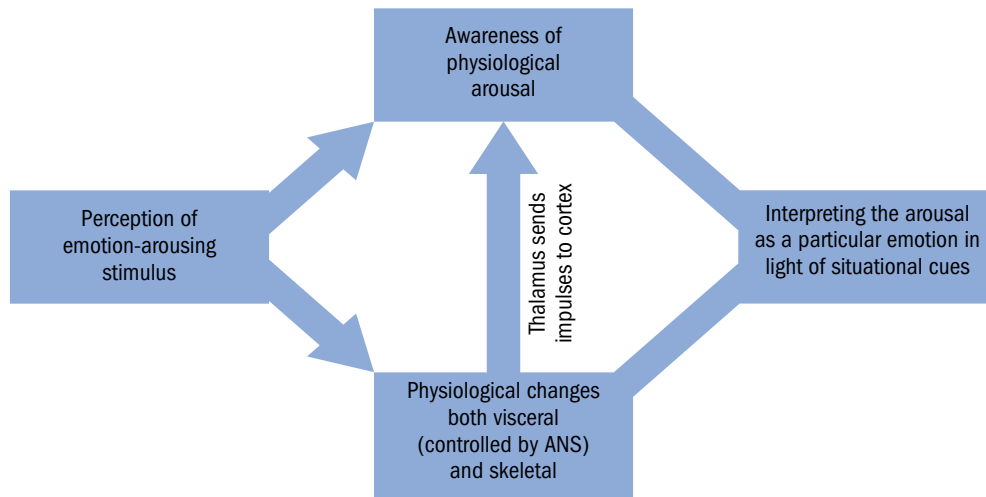 Awareness of
physiological
arousal
Perception of
emotion-arousing
stimulus
Thalamus sends
impulses to cortex
Interpreting the arousal
as a particular emotion in
light of situational cues
Physiological changes
both visceral
(controlled by ANS)
and skeletal